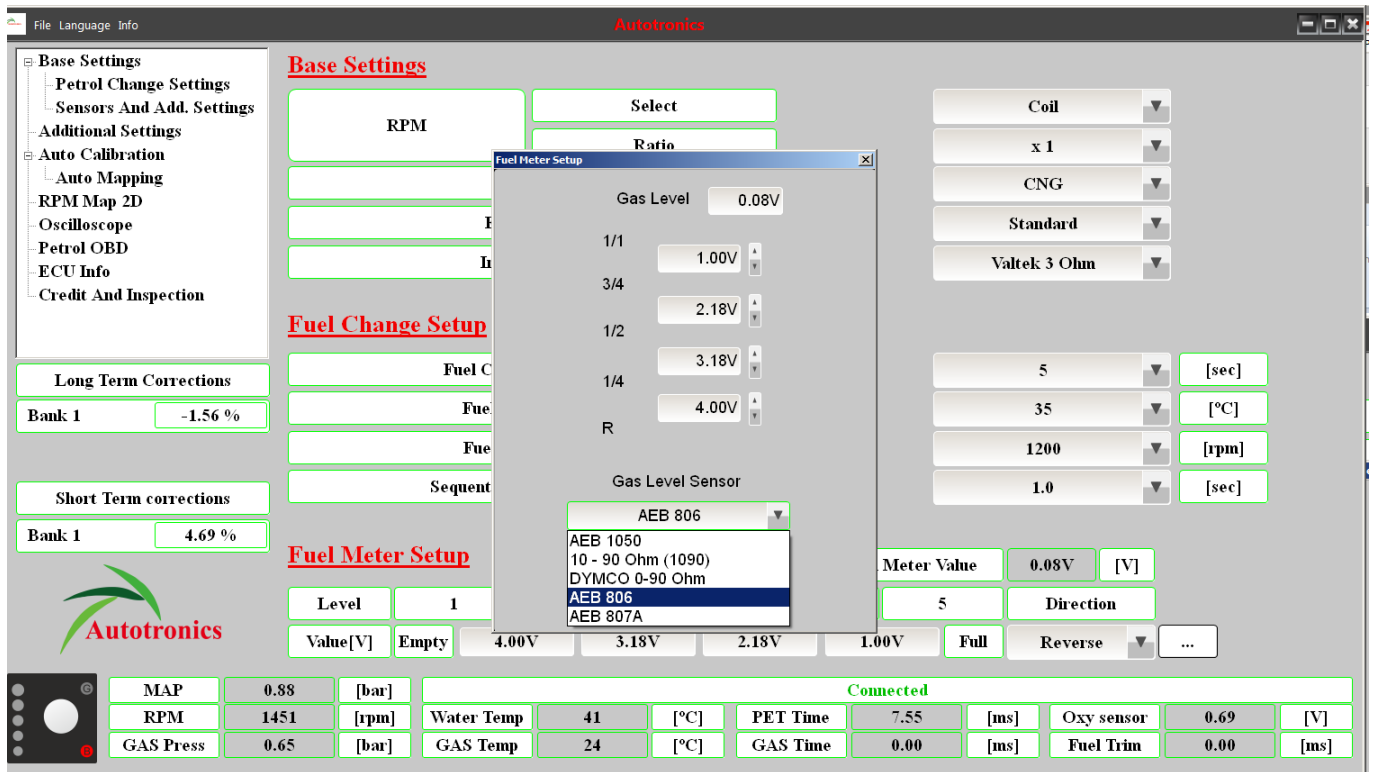 File Language Info
Autotronics
Base Settings
Petrol Change Settings
Sensors And Add. Settings
Additional Settings
Auto Calibration
Auto Mapping
RPM Map 2D
Oscilloscope
Petrol OBD
ECU Info
Credit And Inspection
Long Term Corrections
Bank 1 -1.56 %
Short Term corrections
Bank 1 4.69 %
Autotronics
Base Settings
RPM Select Coil
Ratio x 1
CNG
Standard
In Valtek 3 Ohm
Fuel Change Setup
Fuel C 5 [sec]
Fuel 35 [ºC]
Fue 1200 [rpm]
Sequent 1.0 [sec]
Fuel Meter Setup
Gas Level 0.08V
1/1
1.00V
3/4
2.18V
1/2
3.18V
1/4
4.00V
R
Gas Level Sensor
AEB 806
AEB 1050
10 - 90 Ohm (1090)
DYMCO 0-90 Ohm
AEB 806
AEB 807A
Fuel Meter Setup Meter Value 0.08V [V]
Level 1 5 Direction
Value[V] Empty 4.00V 3.18V 2.18V 1.00V Full Reverse ...
G
B
MAP 0.88 [bar] Connected
RPM 1451 [rpm] Water Temp 41 [ºC] PET Time 7.55 [ms] Oxy sensor 0.69 [V]
GAS Press 0.65 [bar] GAS Temp 24 [ºC] GAS Time 0.00 [ms] Fuel Trim 0.00 [ms]